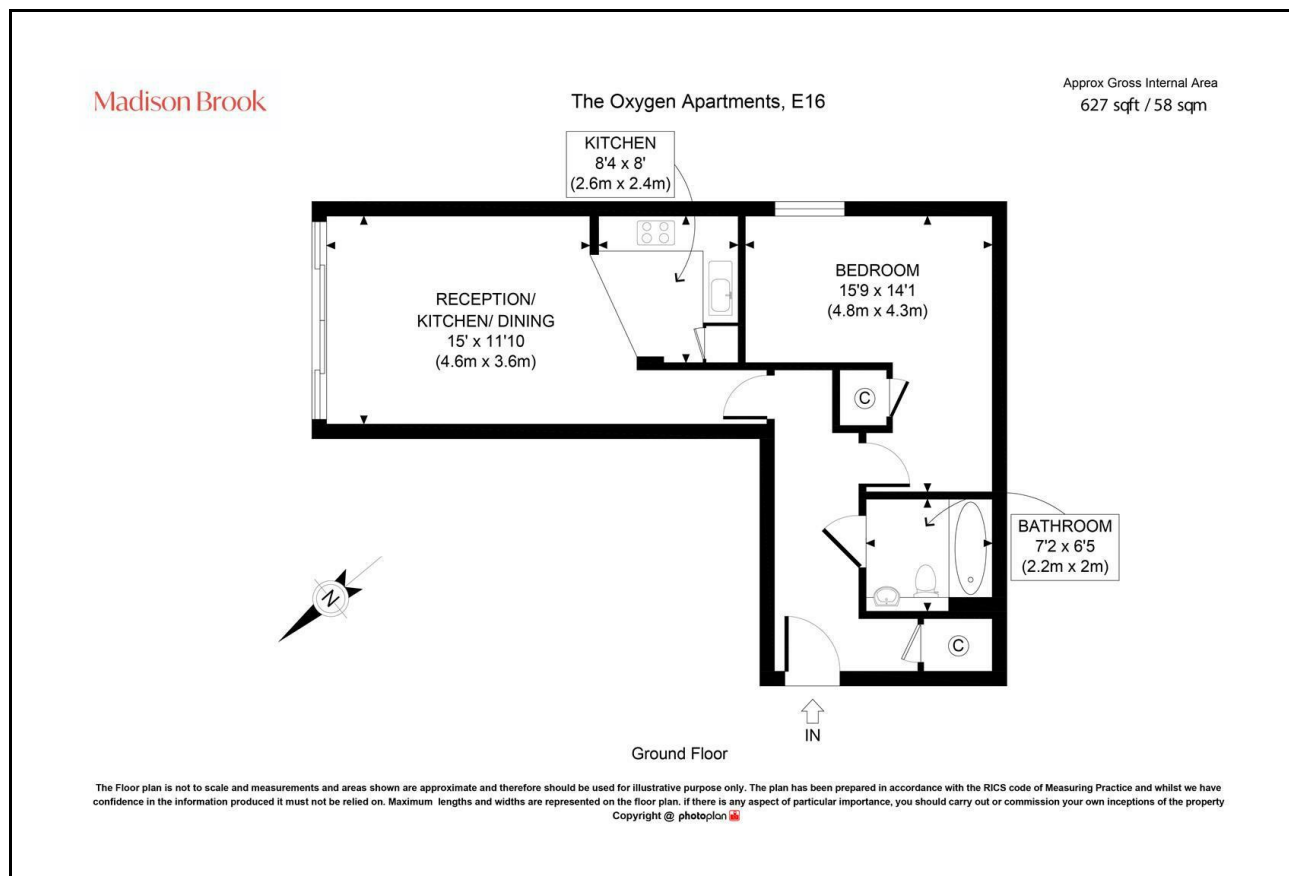 Madison Brook
The Oxygen Apartments, E16
Approx Gross Internal Area
627 sqft / 58 sqm
KITCHEN
8'4 x 8'
(2.6m x 2.4m)
RECEPTION/
KITCHEN/ DINING
15' x 11'10
(4.6m x 3.6m)
BEDROOM
15'9 x 14'1
(4.8m x 4.3m)
C
BATHROOM
7'2 x 6'5
(2.2m x 2m)
N
C
IN
Ground Floor
The Floor plan is not to scale and measurements and areas shown are approximate and therefore should be used for illustrative purpose only. The plan has been prepared in accordance with the RICS code of Measuring Practice and whilst we have
confidence in the information produced it must not be relied on. Maximum lengths and widths are represented on the floor plan. if there is any aspect of particular importance, you should carry out or commission your own inceptions of the property
Copyright @ photoplan